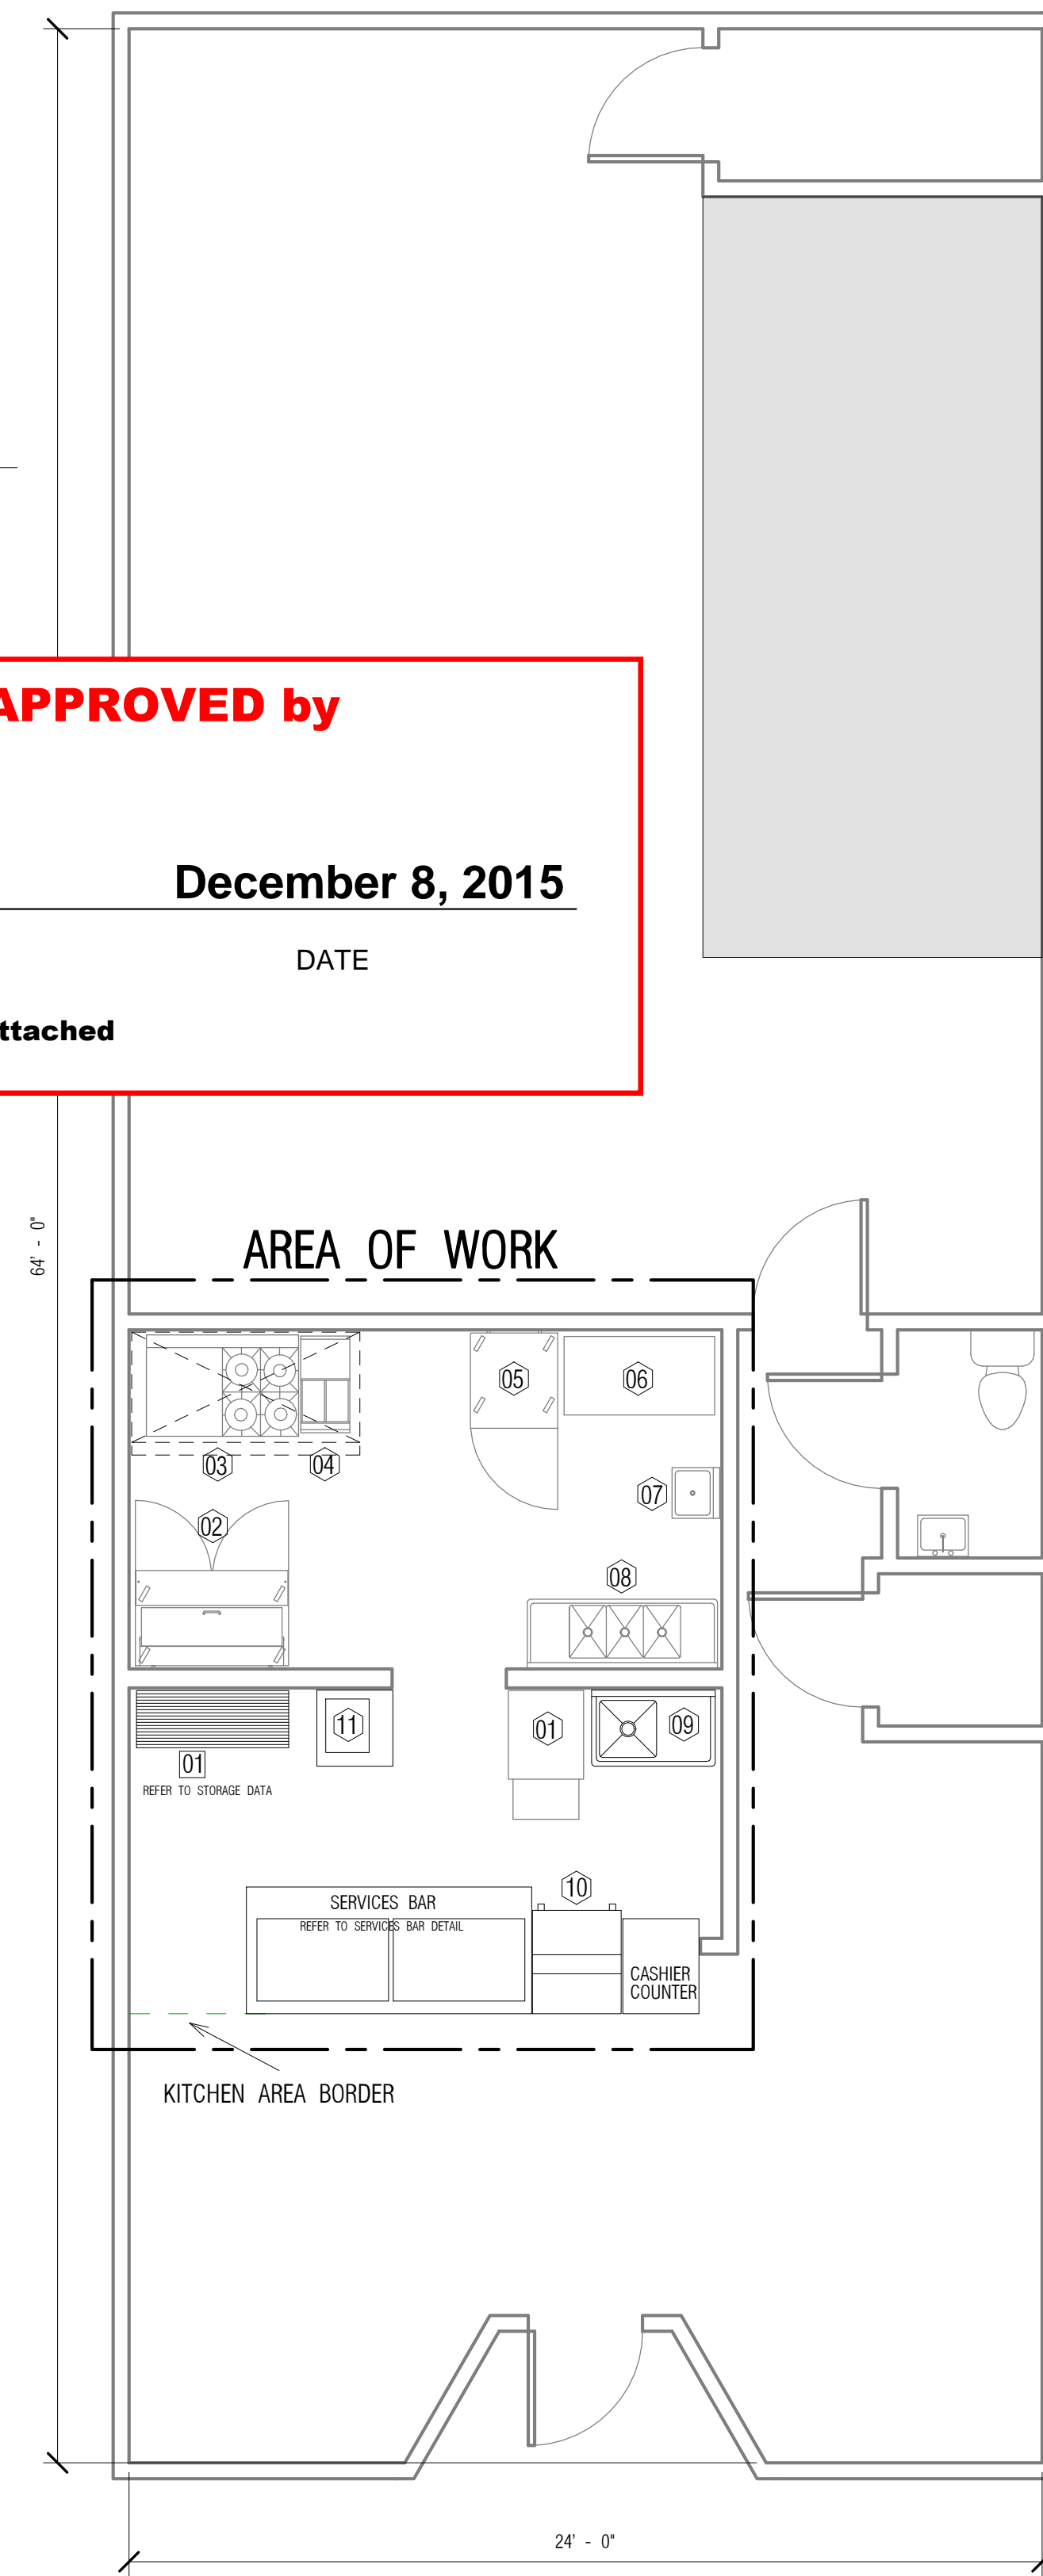 APPROVED by
December 8, 2015
DATE
ttached
64' - 0"
AREA OF WORK
05
06
03
04
07
02
08
11
01
09
01
REFER TO STORAGE DATA
10
SERVICES BAR
REFER TO SERVICES BAR DETAIL
CASHIER
COUNTER
KITCHEN AREA BORDER
24' - 0"